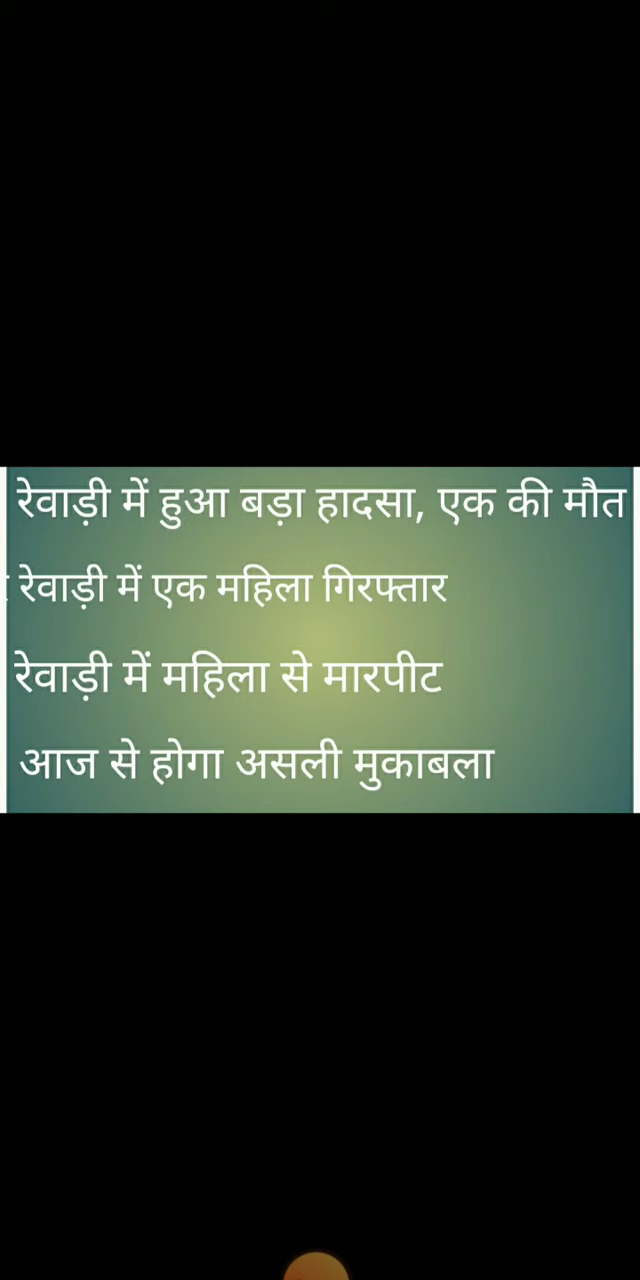 रेवाड़ी में हुआ बड़ा हादसा, एक की मौत
रेवाड़ी में एक महिला गिरफ्तार
रेवाड़ी में महिला से मारपीट
आज से होगा असली मुकाबला